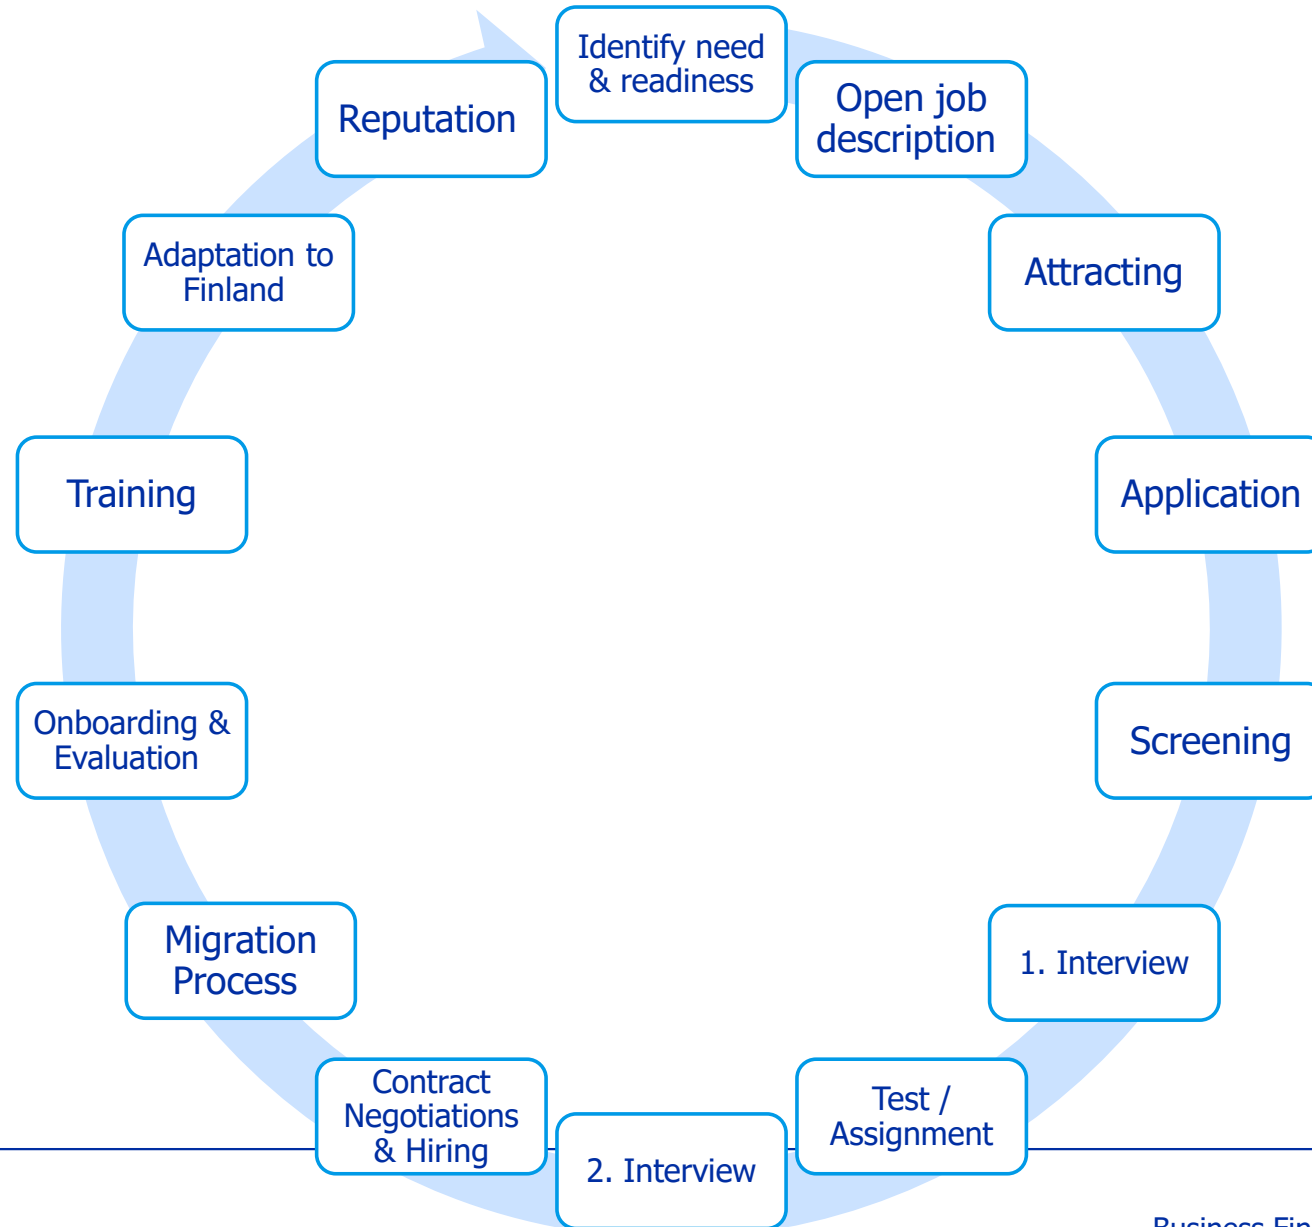 Identify need
& readiness
Open job
description
Attracting
Application
Screening
1. Interview
Test /
Assignment
2. Interview
Contract
Negotiations
& Hiring
Migration
Process
Onboarding &
Evaluation
Training
Adaptation to
Finland
Reputation
Business